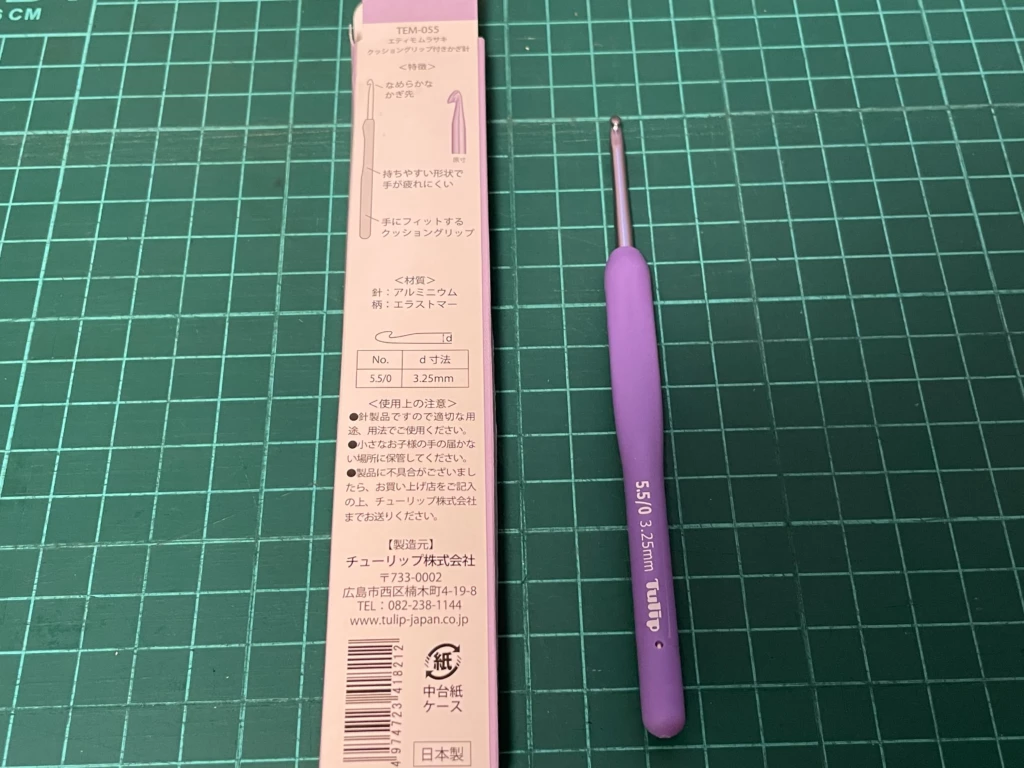 CM
TEM-055
エティモ ムラサキ
クッショングリップ付きかぎ針
＜特徴＞
なめらかな
かぎ先
原寸
持ちやすい形状で
手が疲れにくい
手にフィットする
クッショングリップ
＜材質＞
針：アルミニウム
柄：エラストマー
d
No. d 寸法
5.5/0 3.25mm
＜使用上の注意＞
●針製品ですので適切な用
途、用法でご使用ください。
●小さなお子様の手の届かな
い場所に保管してください。
●製品に不具合がございまし
たら、お買い上げ店をご記入
の上、チューリップ株式会社
までお送りください。
【製造元】
チューリップ株式会社
〒733-0002
広島市西区楠木町4-19-8
TEL：082-238-1144
www.tulip-japan.co.jp
4 974723 418212
紙
中台紙
ケース
日本製
5.5/0 3.25mm Tulip